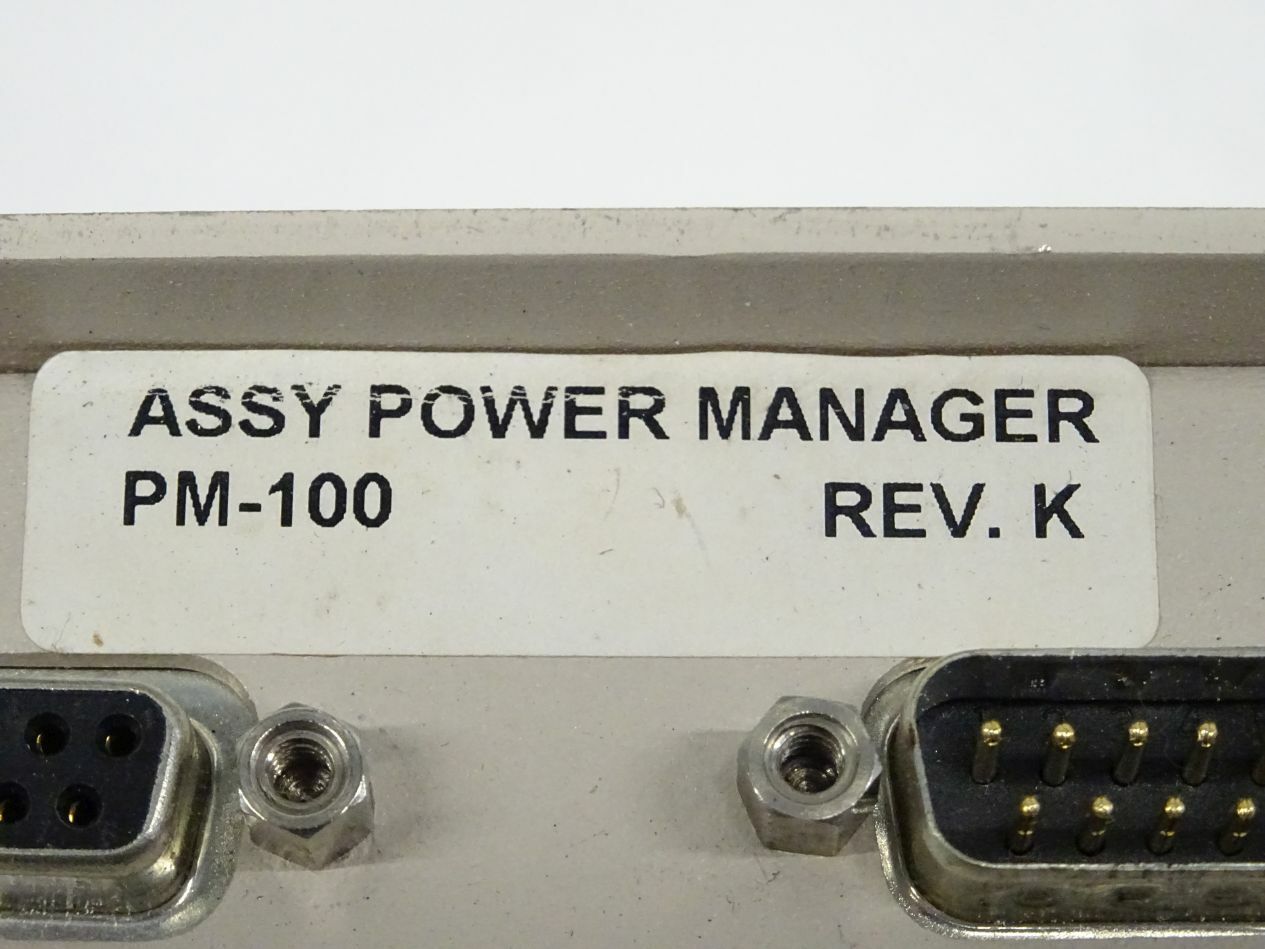 ASSY POWER MANAGER
PM-100 REV. K